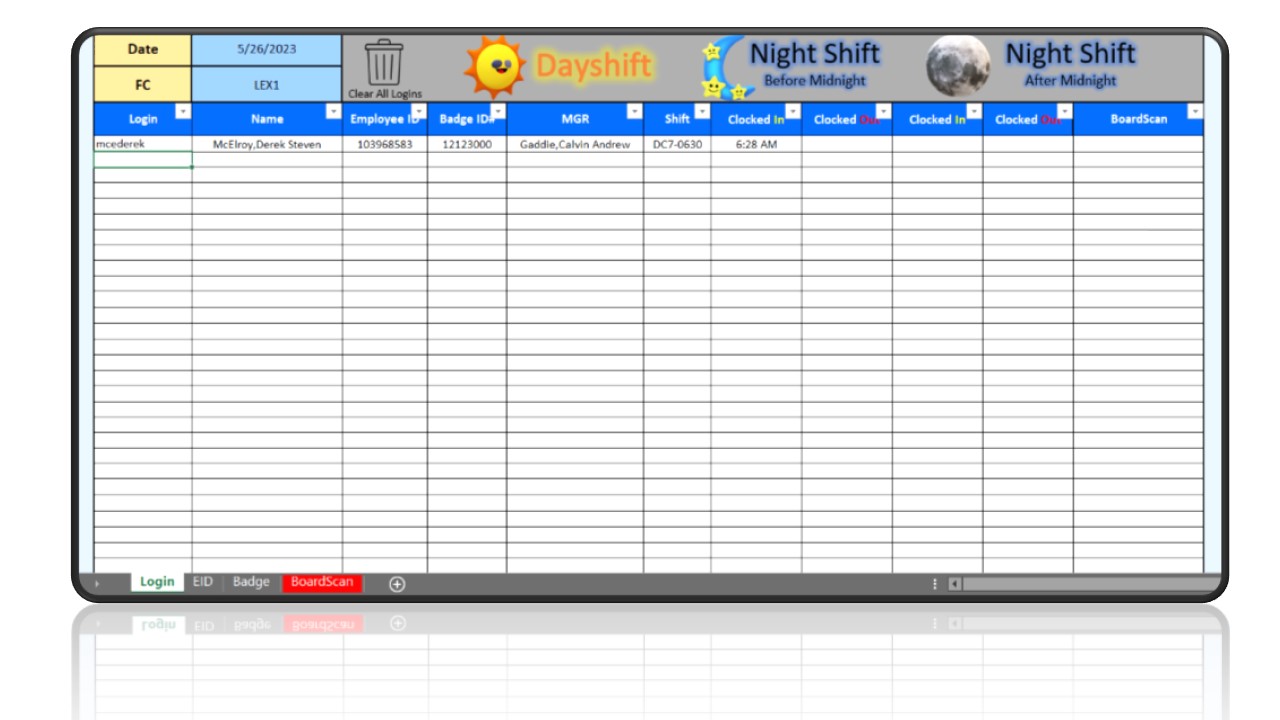 Date 5/26/2023
FC LEX1
Clear All Logins
Dayshift
Night Shift
Before Midnight
Night Shift
After Midnight
Login Name Employee ID Badge ID# MGR Shift Clocked In Clocked Out Clocked In Clocked Out BoardScan
mcederek McElroy,Derek Steven 103968583 12123000 Gaddie,Calvin Andrew DC7-0630 6:28 AM
Login EID Badge BoardScan